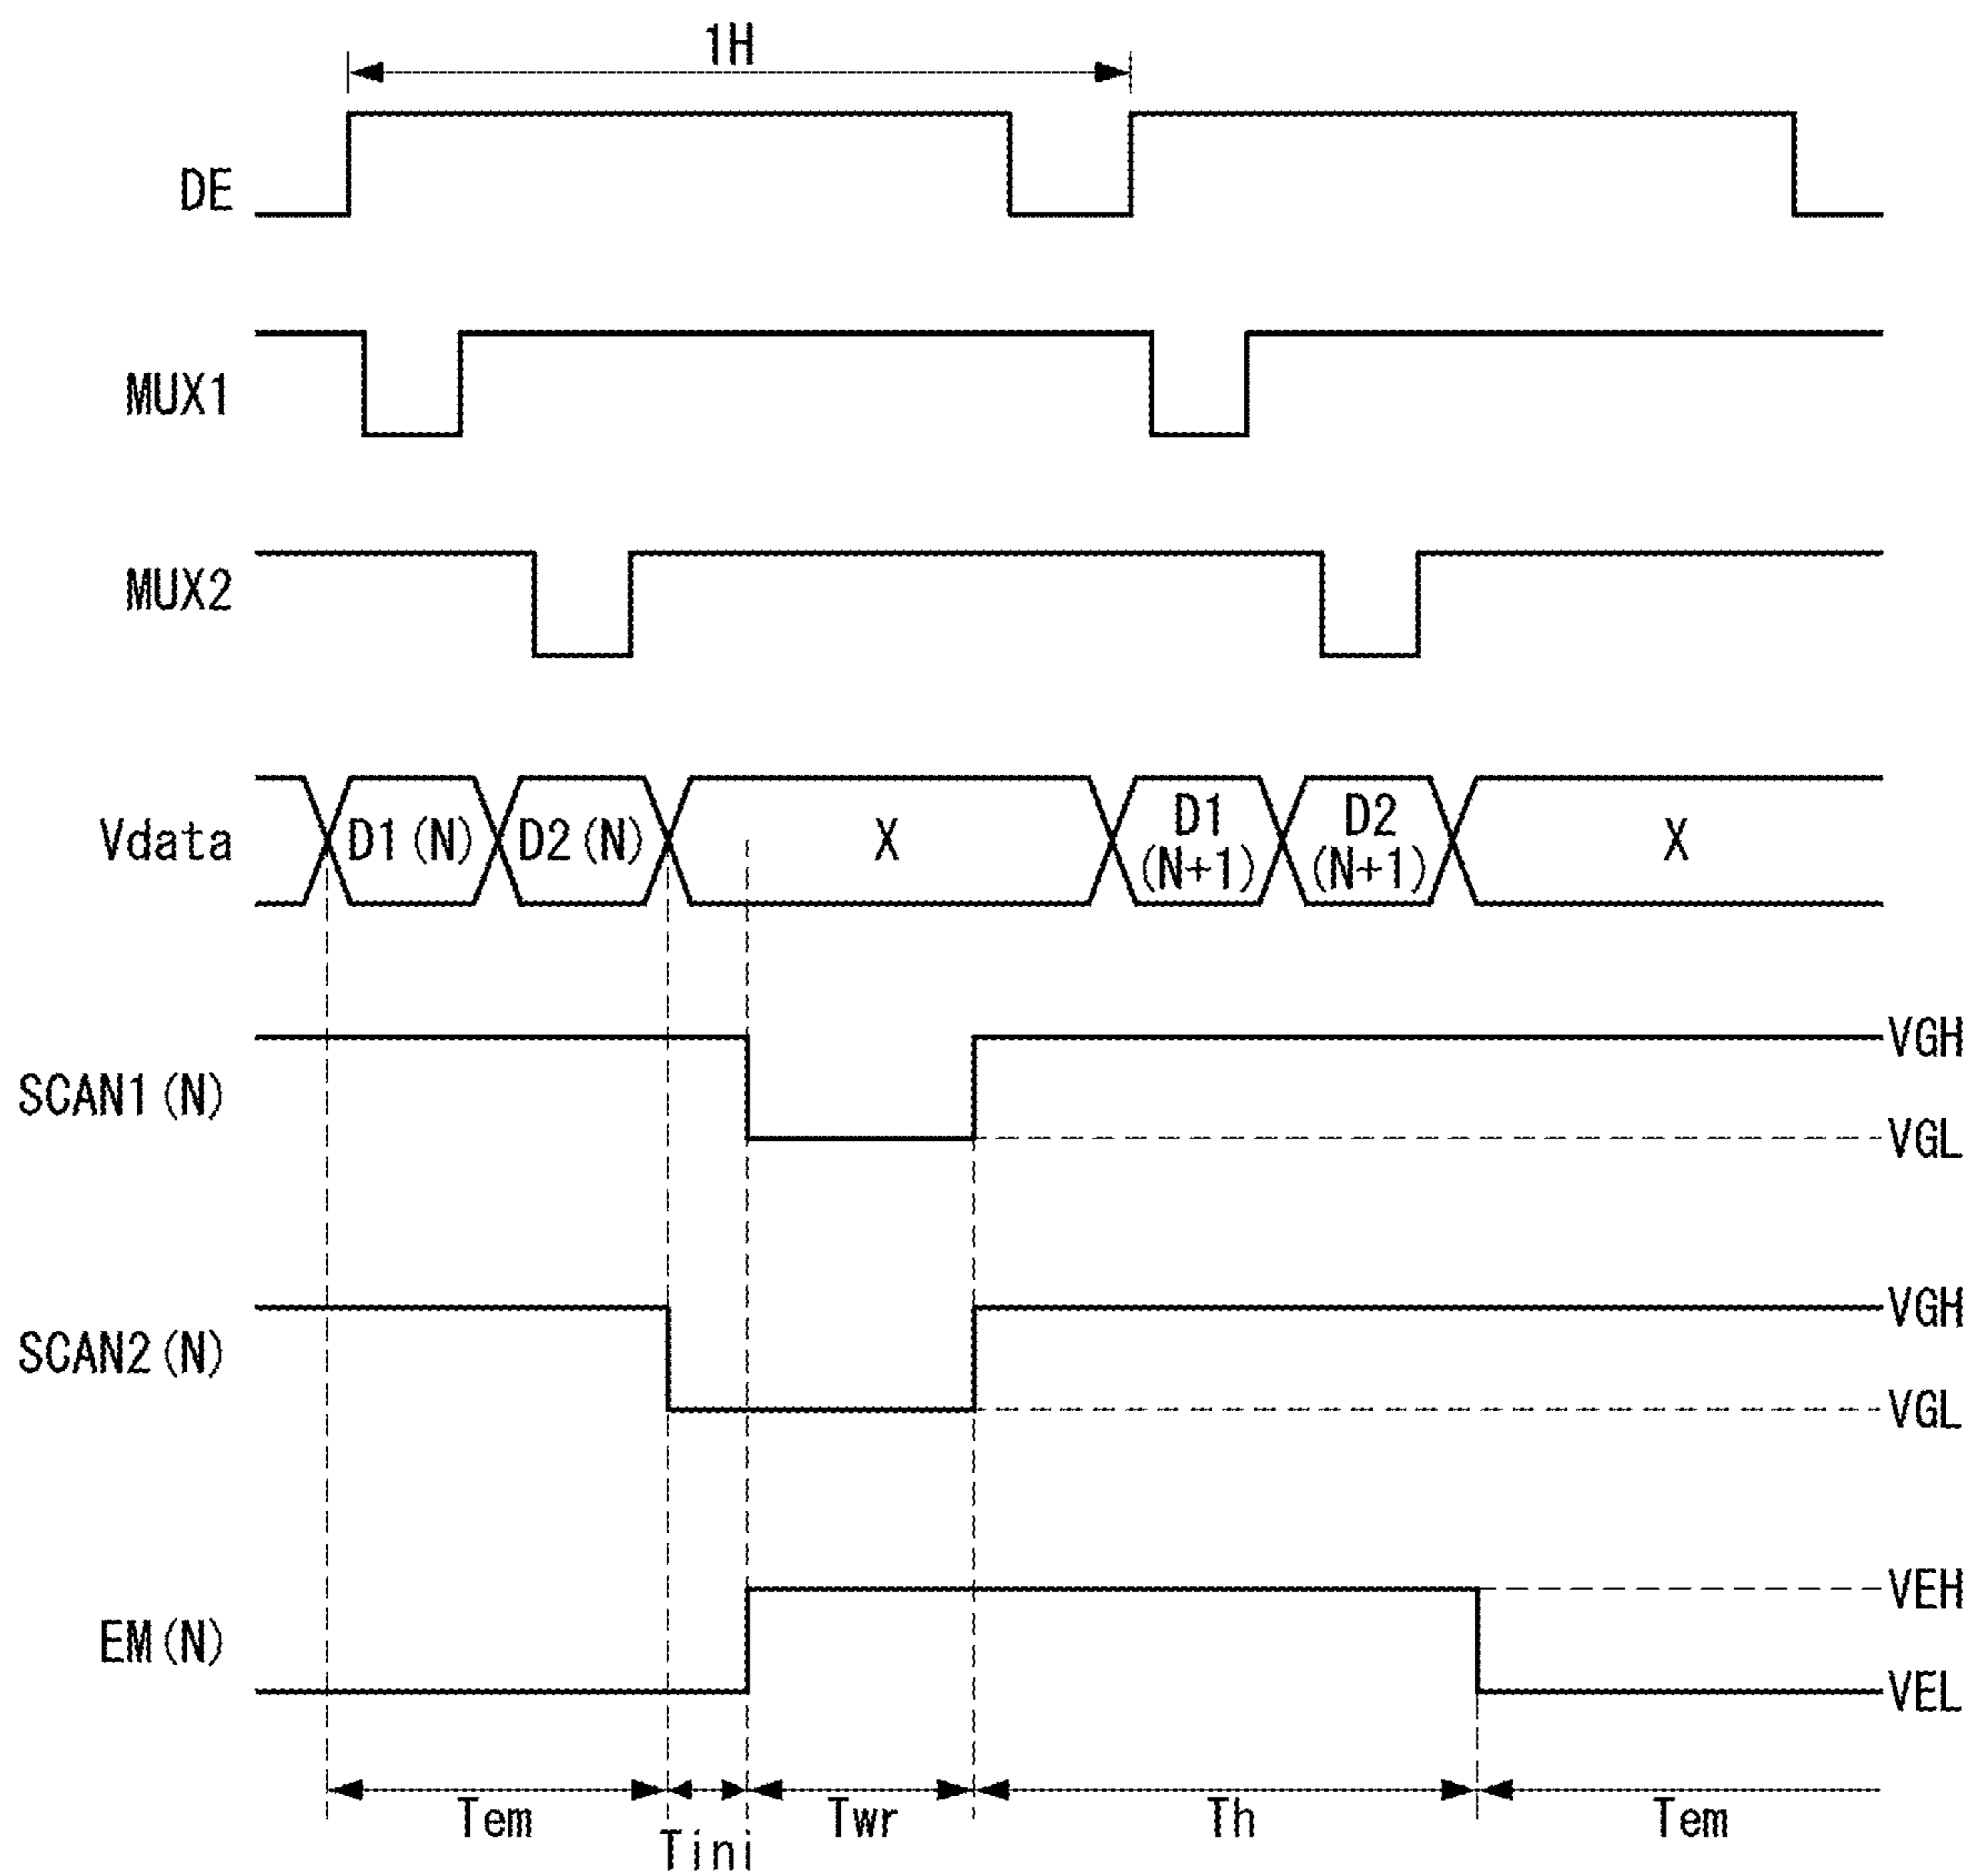 1H
DE
MUX1
MUX2
Vdata
D1(N)
D2(N)
X
D1
(N+1)
D2
(N+1)
X
SCAN1(N)
VGH
VGL
SCAN2(N)
VGH
VGL
EM(N)
VEH
VEL
Tem
Tini
Twr
Th
Tem